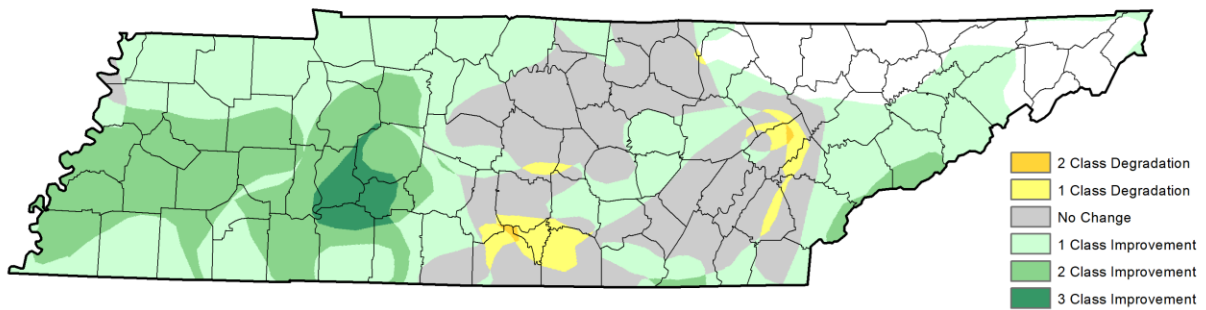 2 Class Degradation
1 Class Degradation
No Change
1 Class Improvement
2 Class Improvement
3 Class Improvement